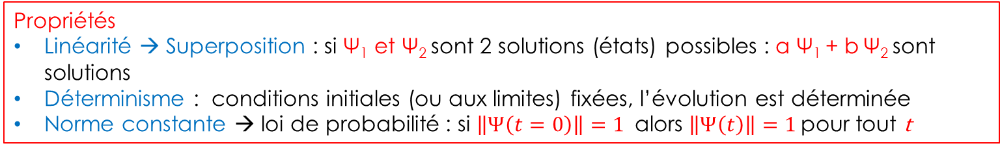 Propriétés
• Linéarité → Superposition : si Ψ₁ et Ψ₂ sont 2 solutions (états) possibles : a Ψ₁ + b Ψ₂ sont
solutions
• Déterminisme : conditions initiales (ou aux limites) fixées, l’évolution est déterminée
• Norme constante → loi de probabilité : si ‖Ψ(t = 0)‖ = 1 alors ‖Ψ(t)‖ = 1 pour tout t